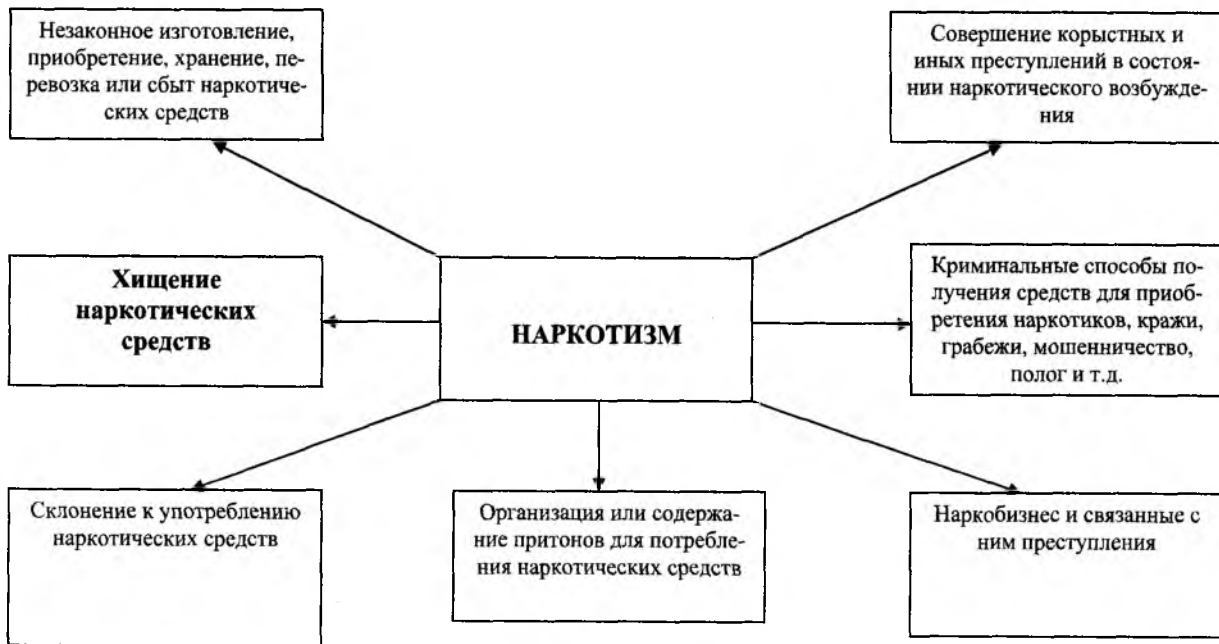 Незаконное изготовление,
приобретение, хранение, пе-
ревозка или сбыт наркотиче-
ских средств
Совершение корыстных и
иных преступлений в состоя-
нии наркотического возбужде-
ния
Хищение
наркотических
средств
НАРКОТИЗМ
Криминальные способы по-
лучения средств для приоб-
ретения наркотиков, кражи,
грабежи, мошенничество,
полог и т.д.
Склонение к употреблению
наркотических средств
Организация или содержа-
ние притонов для потребле-
ния наркотических средств
Наркобизнес и связанные с
ним преступления